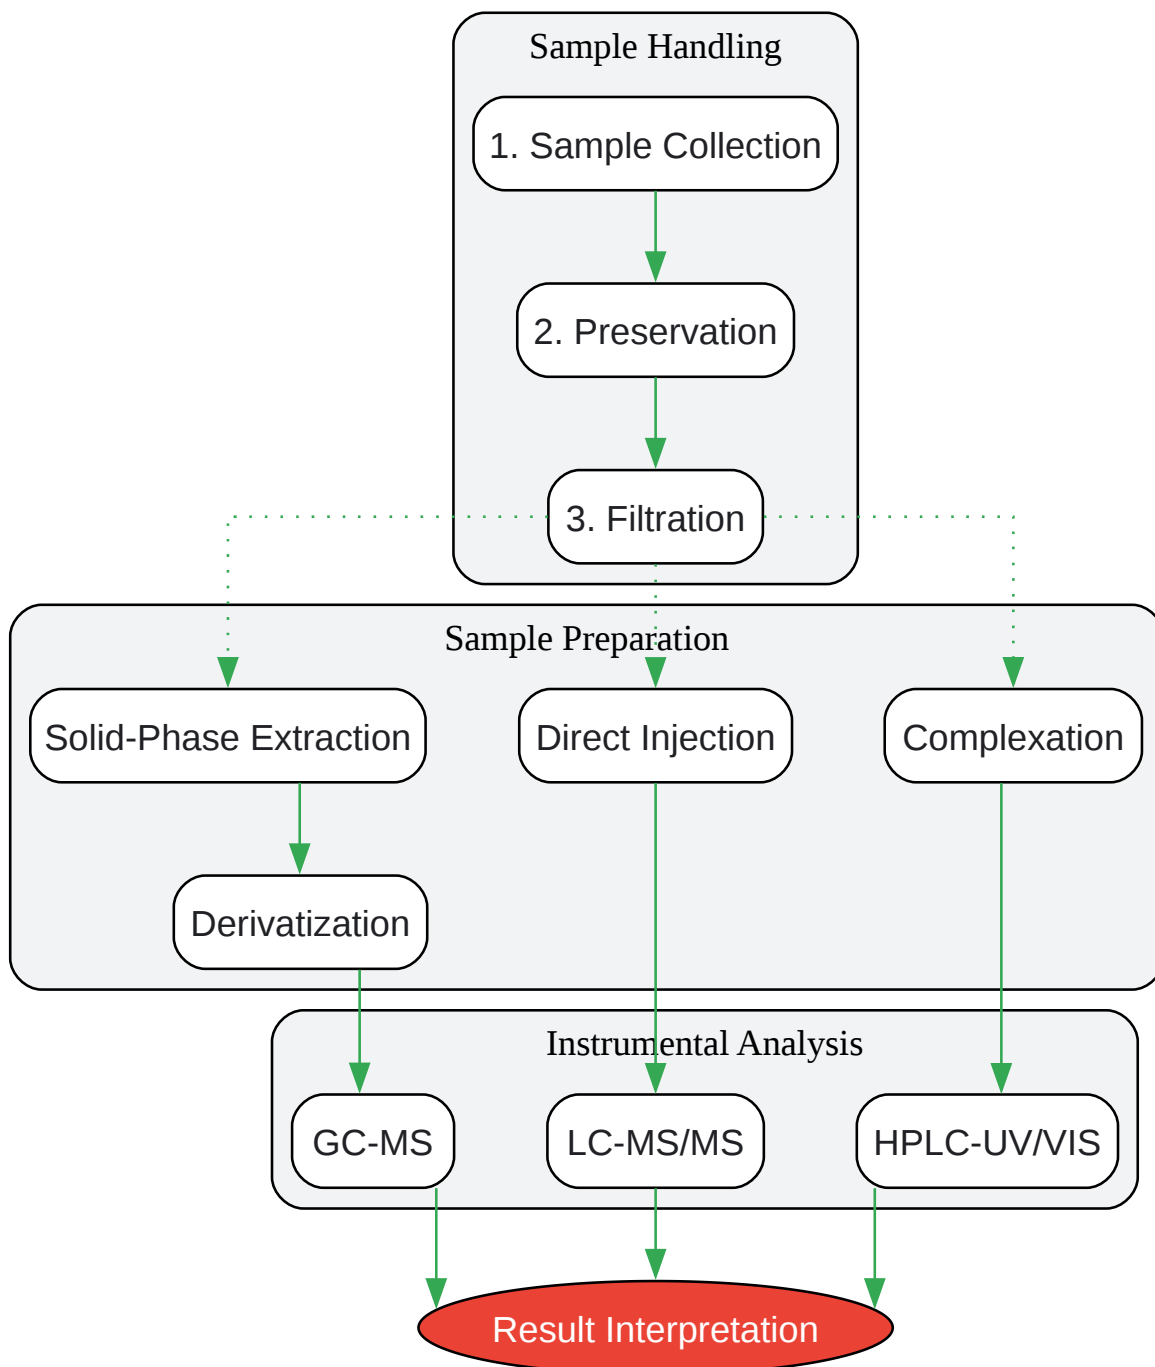 Sample Handling
1. Sample Collection
2. Preservation
3. Filtration
Sample Preparation
Solid-Phase Extraction
Direct Injection
Complexation
Derivatization
Instrumental Analysis
GC-MS
LC-MS/MS
HPLC-UV/VIS
Result Interpretation